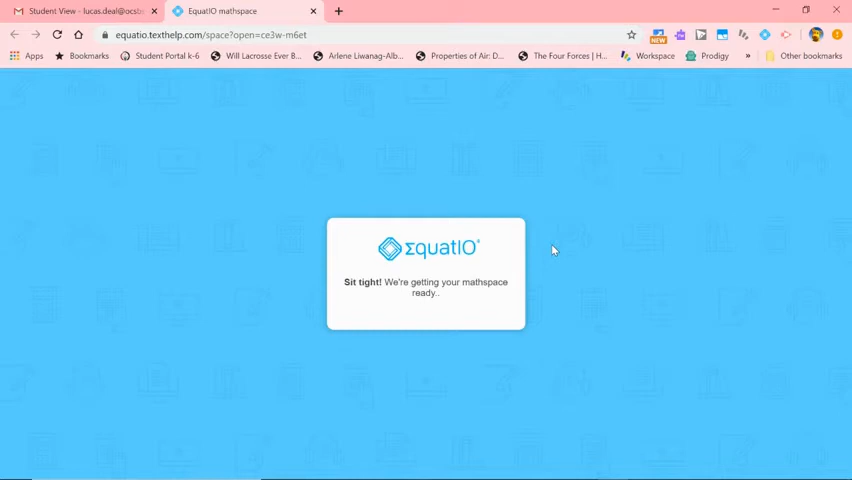 Student View - lucas.deal@ocsb
EquatIO mathspace
equatio.texthelp.com/space?open=ce3w-m6et
NEW
Apps
Bookmarks
Student Portal k-6
Will Lacrosse Ever B...
Arlene Liwanag-Alb...
Properties of Air: D...
The Four Forces | H...
Workspace
Prodigy
»
Other bookmarks
EquatIO®
Sit tight! We're getting your mathspace
ready..